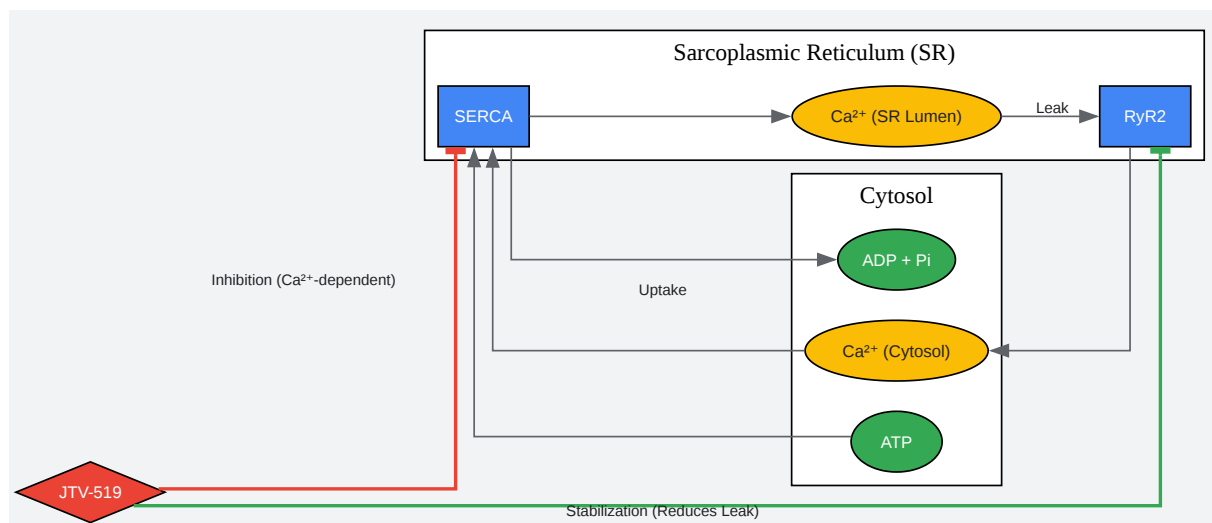 Sarcoplasmic Reticulum (SR)
SERCA
Ca²⁺ (SR Lumen)
Leak
RyR2
Cytosol
ADP + Pi
Inhibition (Ca²⁺-dependent)
Uptake
Ca²⁺ (Cytosol)
ATP
JTV-519
Stabilization (Reduces Leak)